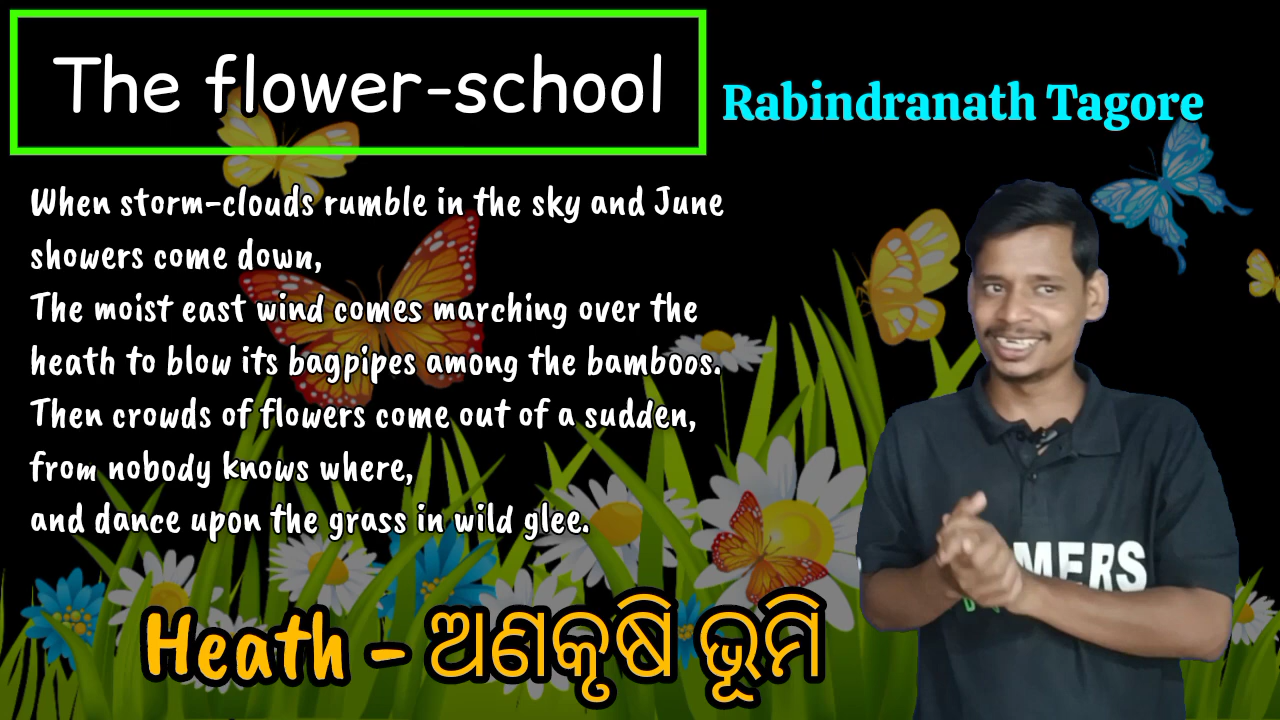 The flower-school
Rabindranath Tagore
When storm-clouds rumble in the sky and June
showers come down,
The moist east wind comes marching over the
heath to blow its bagpipes among the bamboos.
Then crowds of flowers come out of a sudden,
from nobody knows where,
and dance upon the grass in wild glee.
Heath - ଅଣକୃଷି ଭୂମି